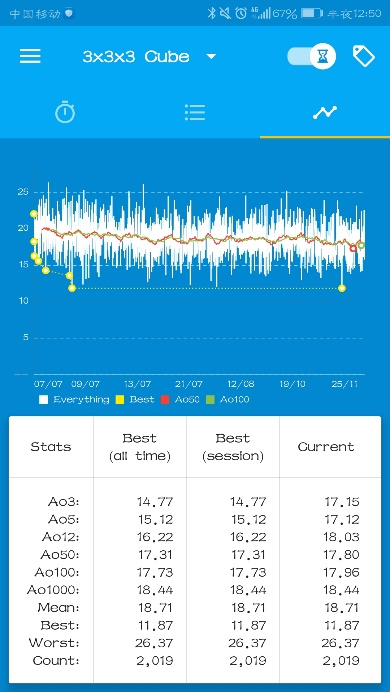 中国移动 4G 67% 半夜12:50
3x3x3 Cube
25
20
15
10
5
07/07 09/07 13/07 21/07 12/08 19/10 25/11
Everything Best Ao50 Ao100
Stats Best (all time) Best (session) Current
Ao3: 14.77 14.77 17.15
Ao5: 15.12 15.12 17.12
Ao12: 16.22 16.22 18.03
Ao50: 17.31 17.31 17.80
Ao100: 17.73 17.73 17.96
Ao1000: 18.44 18.44 18.44
Mean: 18.71 18.71 18.71
Best: 11.87 11.87 11.87
Worst: 26.37 26.37 26.37
Count: 2,019 2,019 2,019